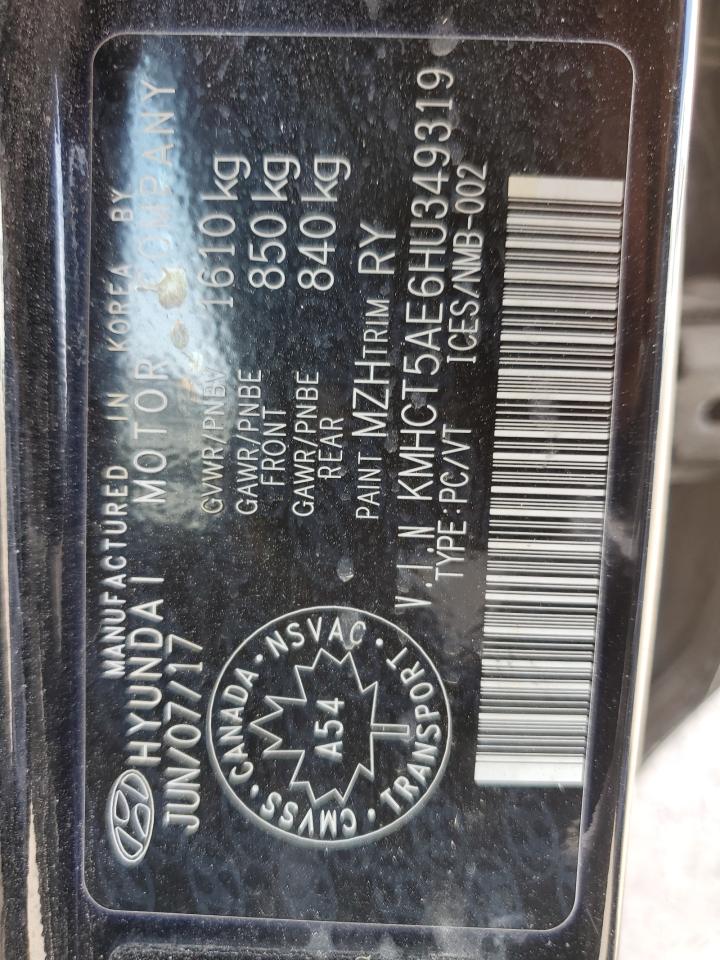 MANUFACTURED IN KOREA BY
HYUNDAI MOTOR COMPANY
JUN/07/17
GVWR/PNBV 1610 kg
GAWR/PNBE
FRONT 850 kg
GAWR/PNBE
REAR 840 kg
PAINT MZH TRIM RY
V.I.N KMHCT5AE6HU349319
TYPE:PC/VT ICES/NMB-002
CMVSS · CANADA · NSVAC · TRANSPORT ·
A54